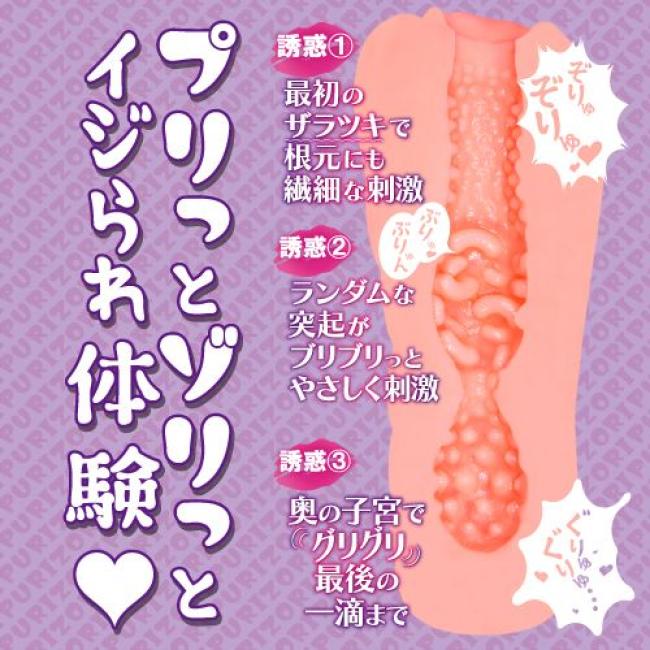 プリっとゾリっと
イジられ体験♥
誘惑①
最初の
ザラツキで
根元にも
繊細な刺激
ぞりゅ
ぞりゅ♥
誘惑②
ランダムな
突起が
ブリブリっと
やさしく刺激
ぷりゅ
ぷりん
誘惑③
奥の子宮で
グリグリ
最後の
一滴まで
ぐりゅゅ…
ぐり